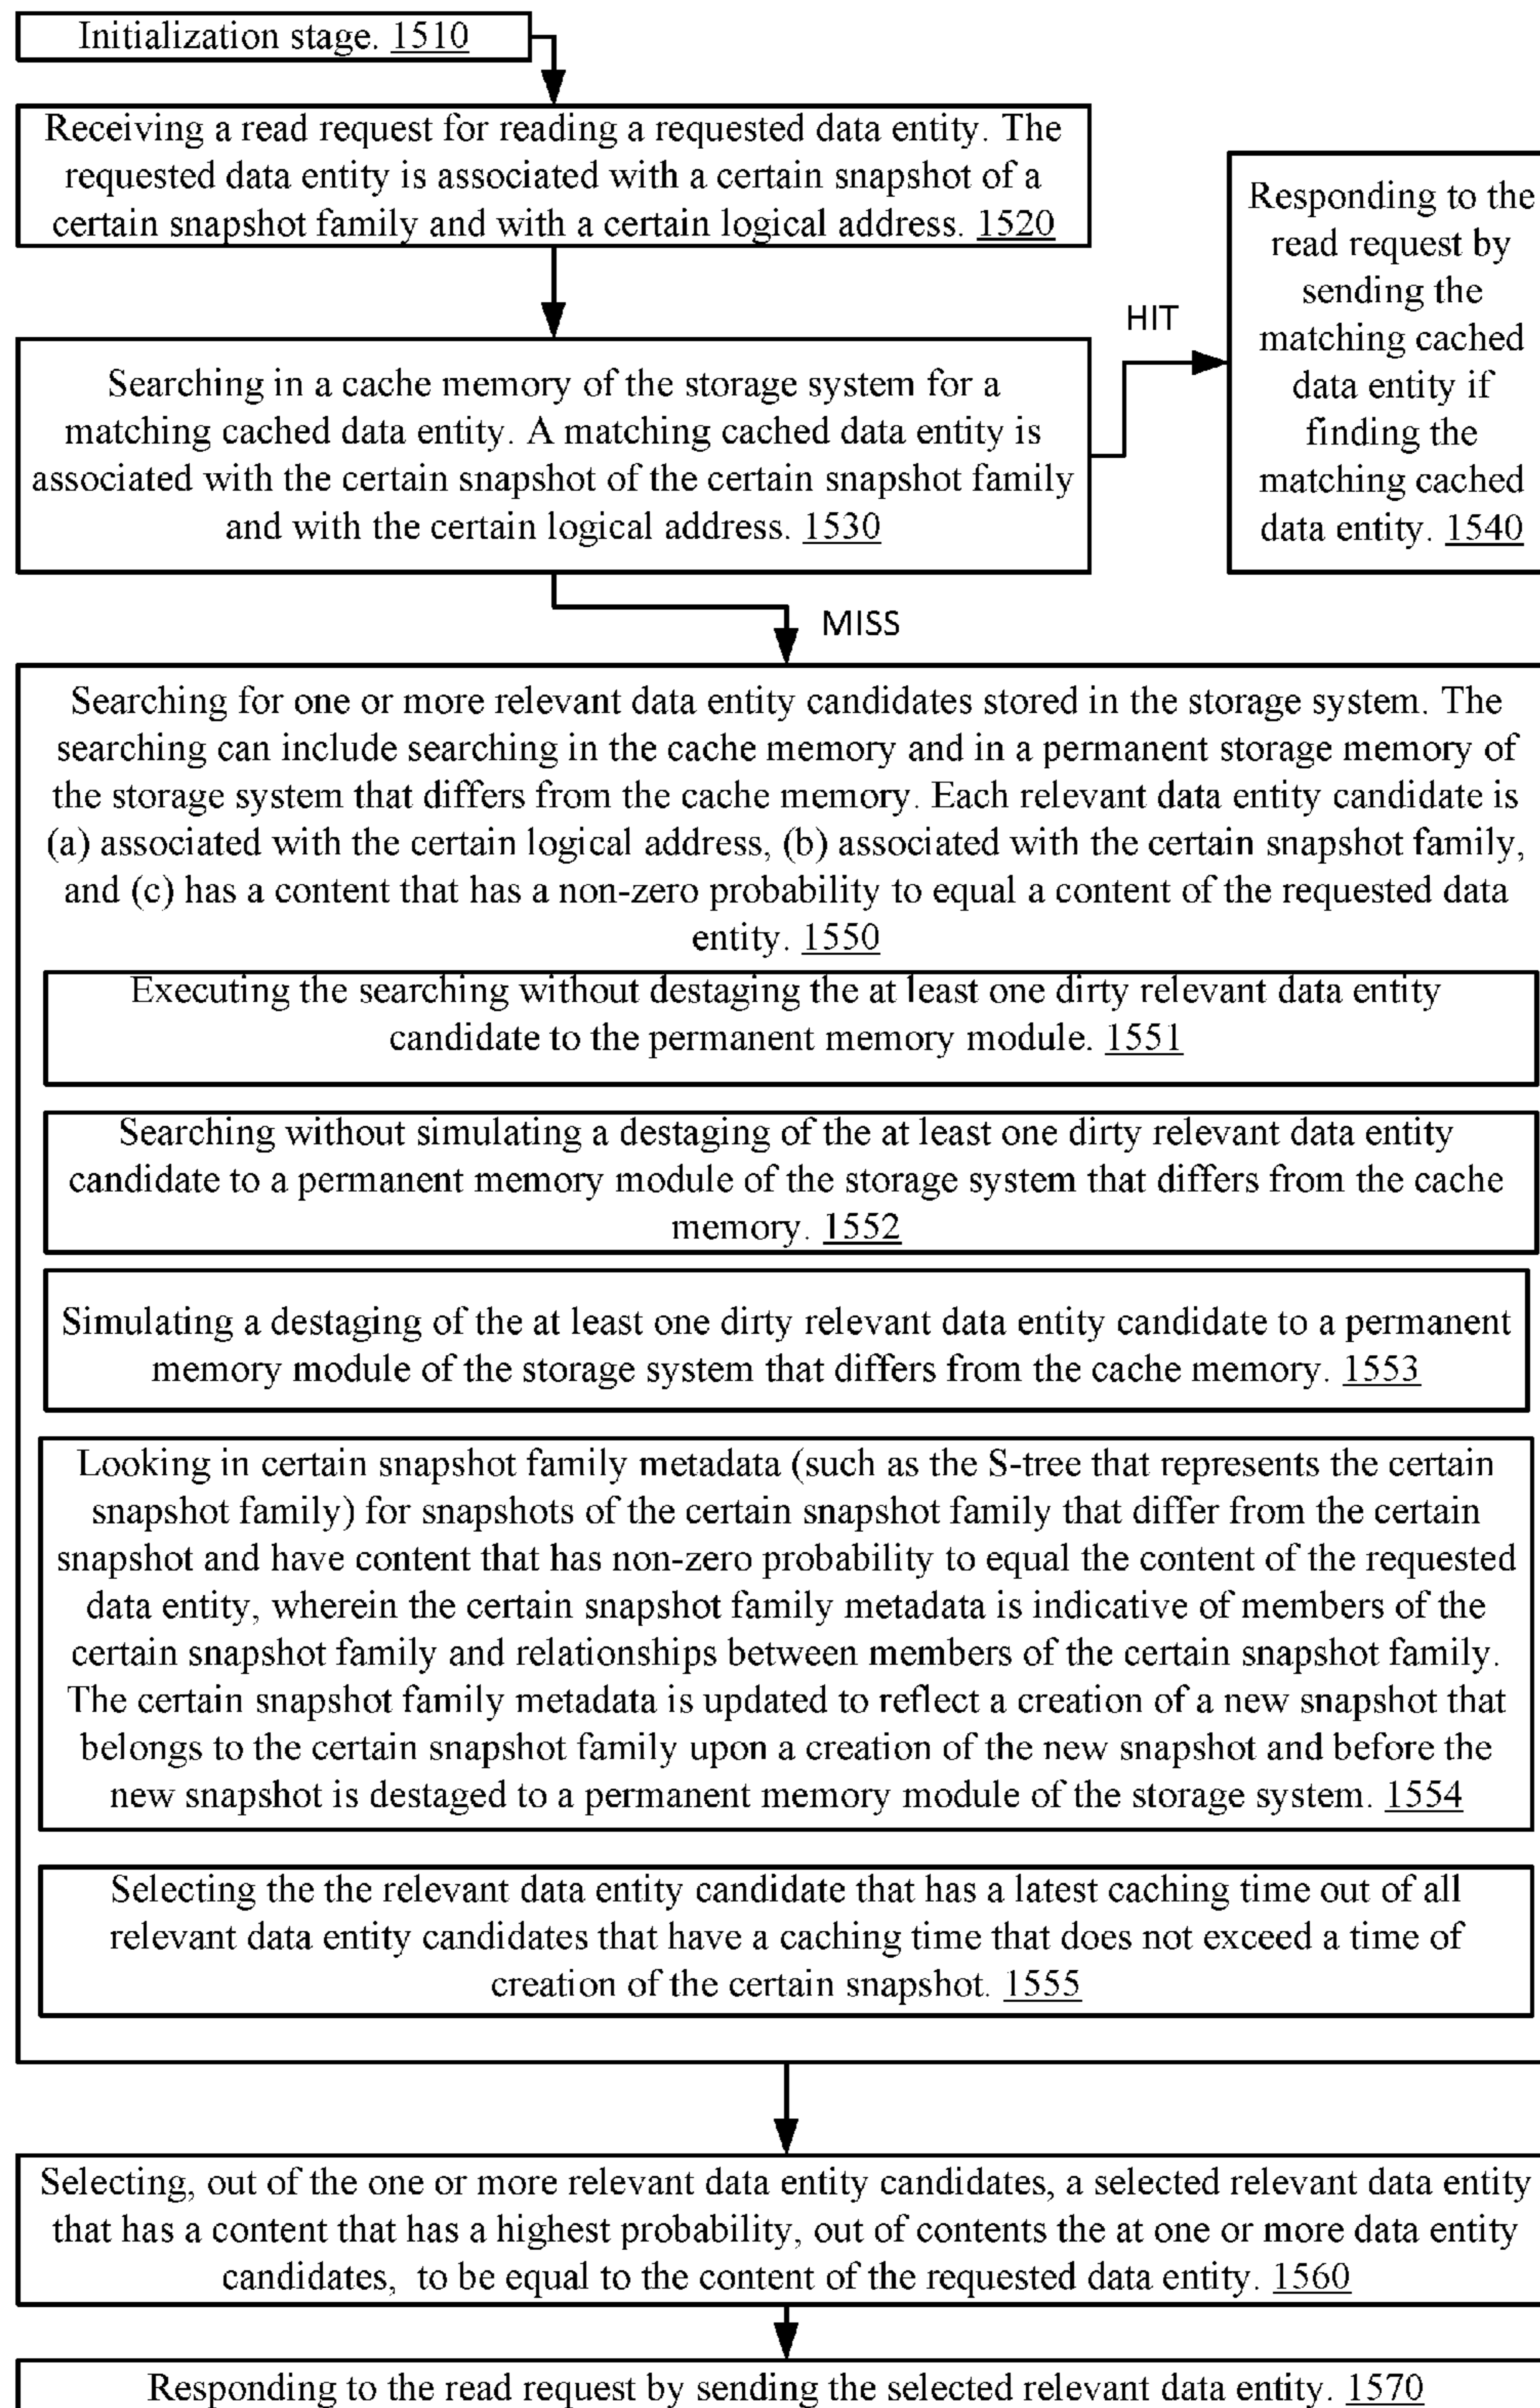 Initialization stage. 1510
Receiving a read request for reading a requested data entity. The
requested data entity is associated with a certain snapshot of a
certain snapshot family and with a certain logical address. 1520
Searching in a cache memory of the storage system for a
matching cached data entity. A matching cached data entity is
associated with the certain snapshot of the certain snapshot family
and with the certain logical address. 1530
HIT
Responding to the
read request by
sending the
matching cached
data entity if
finding the
matching cached
data entity. 1540
MISS
Searching for one or more relevant data entity candidates stored in the storage system. The
searching can include searching in the cache memory and in a permanent storage memory of
the storage system that differs from the cache memory. Each relevant data entity candidate is
(a) associated with the certain logical address, (b) associated with the certain snapshot family,
and (c) has a content that has a non-zero probability to equal a content of the requested data
entity. 1550
Executing the searching without destaging the at least one dirty relevant data entity
candidate to the permanent memory module. 1551
Searching without simulating a destaging of the at least one dirty relevant data entity
candidate to a permanent memory module of the storage system that differs from the cache
memory. 1552
Simulating a destaging of the at least one dirty relevant data entity candidate to a permanent
memory module of the storage system that differs from the cache memory. 1553
Looking in certain snapshot family metadata (such as the S-tree that represents the certain
snapshot family) for snapshots of the certain snapshot family that differ from the certain
snapshot and have content that has non-zero probability to equal the content of the requested
data entity, wherein the certain snapshot family metadata is indicative of members of the
certain snapshot family and relationships between members of the certain snapshot family.
The certain snapshot family metadata is updated to reflect a creation of a new snapshot that
belongs to the certain snapshot family upon a creation of the new snapshot and before the
new snapshot is destaged to a permanent memory module of the storage system. 1554
Selecting the the relevant data entity candidate that has a latest caching time out of all
relevant data entity candidates that have a caching time that does not exceed a time of
creation of the certain snapshot. 1555
Selecting, out of the one or more relevant data entity candidates, a selected relevant data entity
that has a content that has a highest probability, out of contents the at one or more data entity
candidates, to be equal to the content of the requested data entity. 1560
Responding to the read request by sending the selected relevant data entity. 1570